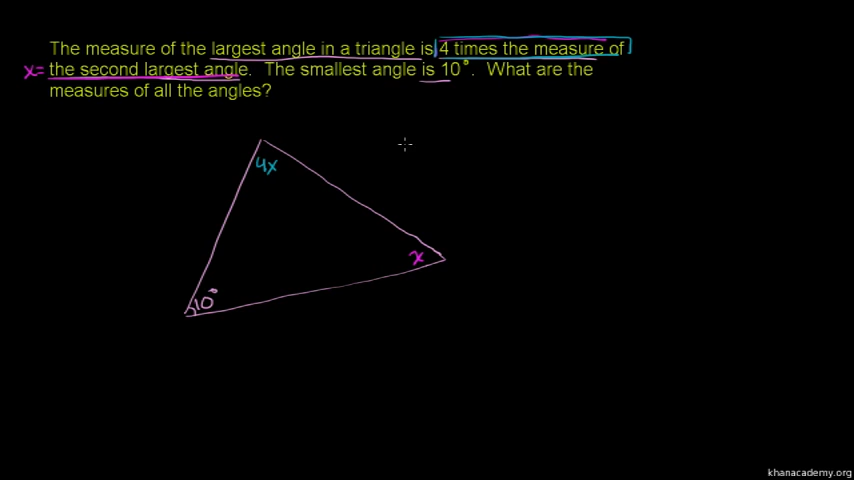 The measure of the largest angle in a triangle is 4 times the measure of
x= the second largest angle. The smallest angle is 10°. What are the
measures of all the angles?
4x
x
10°
khanacademy.org